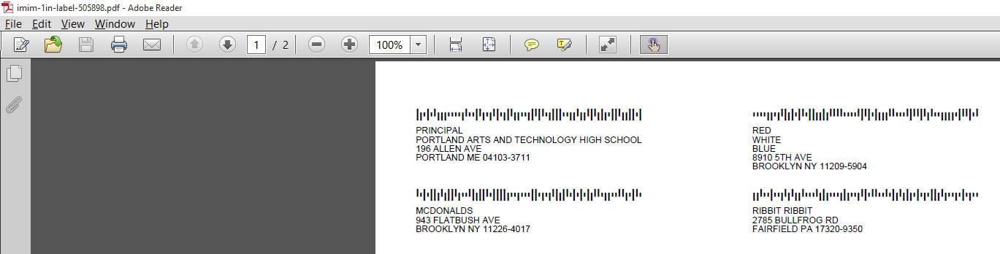 imim-1in-label-505898.pdf - Adobe Reader
File Edit View Window Help
1 / 2 100%
PRINCIPAL
PORTLAND ARTS AND TECHNOLOGY HIGH SCHOOL
196 ALLEN AVE
PORTLAND ME 04103-3711
RED
WHITE
BLUE
8910 5TH AVE
BROOKLYN NY 11209-5904
MCDONALDS
943 FLATBUSH AVE
BROOKLYN NY 11226-4017
RIBBIT RIBBIT
2785 BULLFROG RD
FAIRFIELD PA 17320-9350